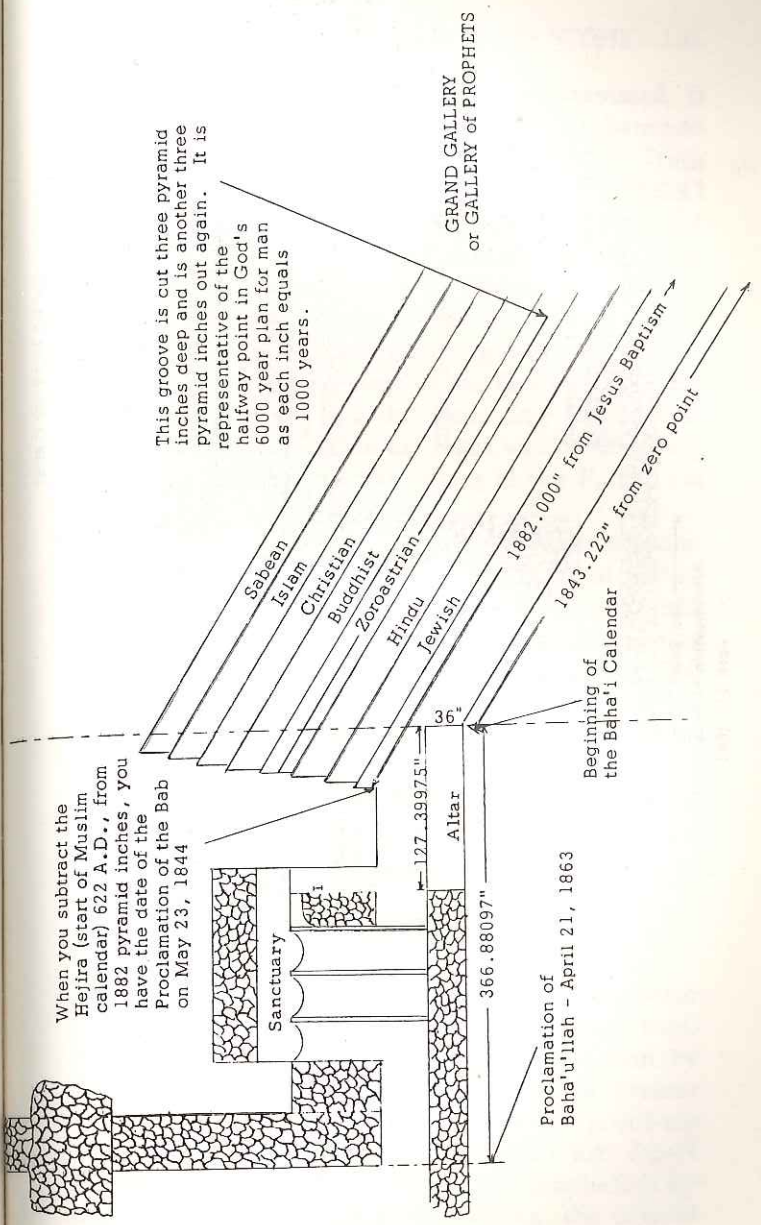 When you subtract the
Hejira (start of Muslim
calendar) 622 A.D., from
1882 pyramid inches, you
have the date of the
Proclamation of the Bab
on May 23, 1844
This groove is cut three pyramid
inches deep and is another three
pyramid inches out again. It is
representative of the
halfway point in God's
6000 year plan for man
as each inch equals
1000 years.
GRAND GALLERY
or GALLERY of PROPHETS
Sabean
Islam
Christian
Buddhist
Zoroastrian
Hindu
Jewish
1882.000" from Jesus Baptism
1843.222" from zero point
Sanctuary
I
36"
127.39975"
Altar
366.88097"
Beginning of
the Baha'i Calendar
Proclamation of
Baha'u'llah - April 21, 1863